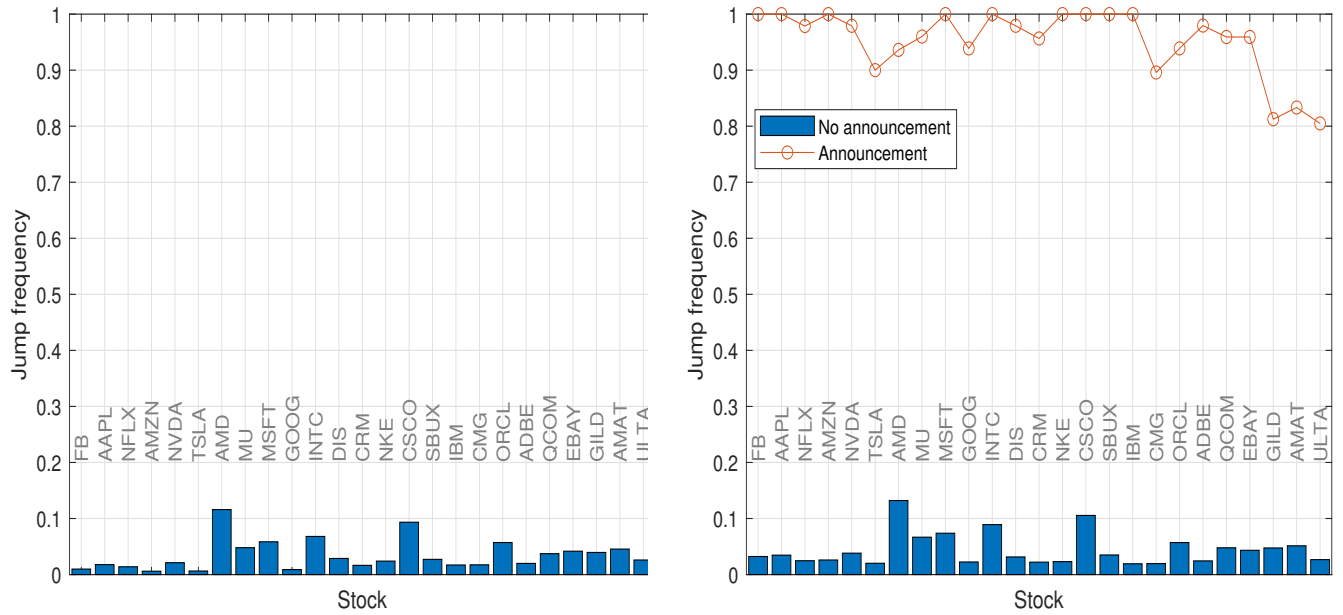 1
0.9
0.8
0.7
0.6
0.5
0.4
0.3
0.2
0.1
0
Jump frequency
FB
AAPL
NFLX
AMZN
NVDA
TSLA
AMD
MU
MSFT
GOOG
INTC
DIS
CRM
NKE
CSCO
SBUX
IBM
CMG
ORCL
ADBE
QCOM
EBAY
GILD
AMAT
ULTA
Stock
1
0.9
0.8
0.7
0.6
0.5
0.4
0.3
0.2
0.1
0
Jump frequency
No announcement
Announcement
FB
AAPL
NFLX
AMZN
NVDA
TSLA
AMD
MU
MSFT
GOOG
INTC
DIS
CRM
NKE
CSCO
SBUX
IBM
CMG
ORCL
ADBE
QCOM
EBAY
GILD
AMAT
ULTA
Stock